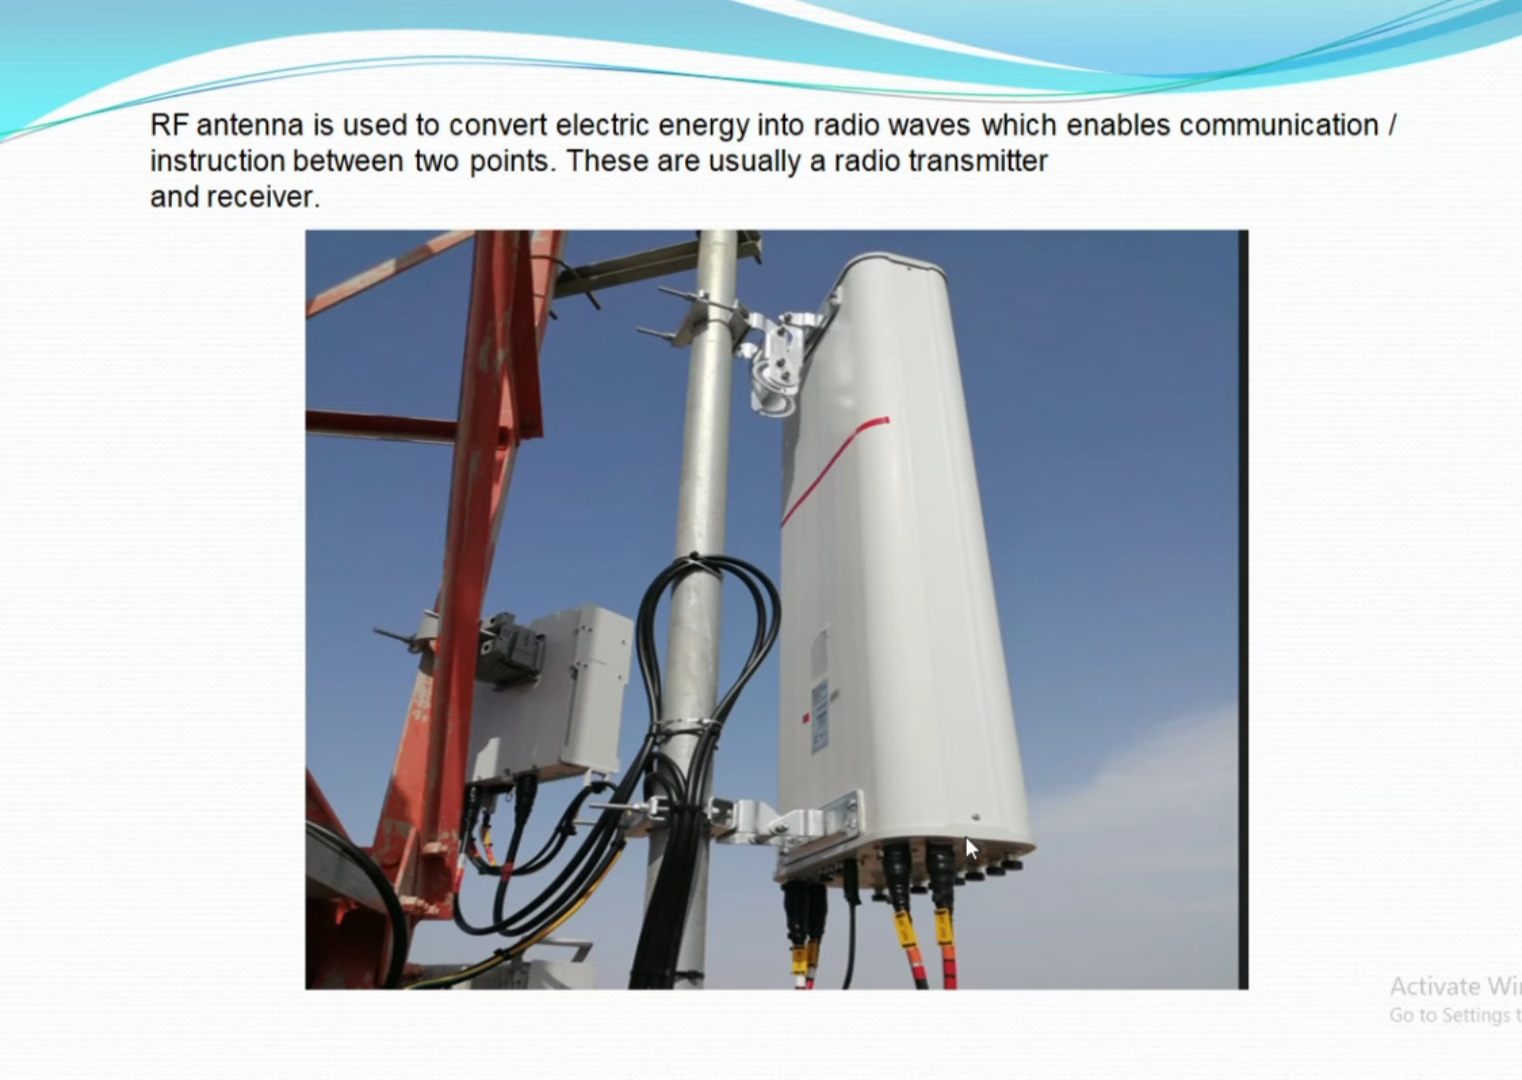 RF antenna is used to convert electric energy into radio waves which enables communication /
instruction between two points. These are usually a radio transmitter
and receiver.
Activate Wi
Go to Settings t